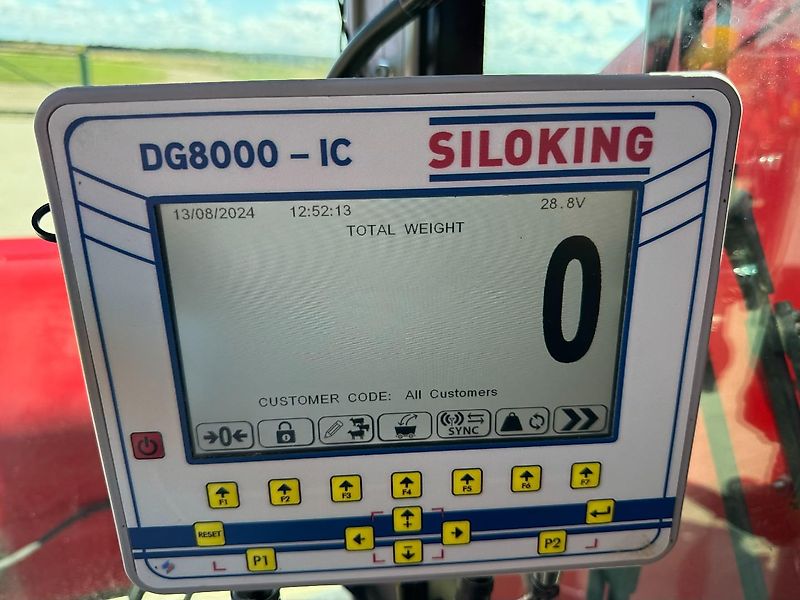 DG8000 – IC
SILOKING
13/08/2024 12:52:13 28.8V
TOTAL WEIGHT
0
CUSTOMER CODE: All Customers
→0←
SYNC
F1 F2 F3 F4 F5 F6 F7
RESET
P1 P2